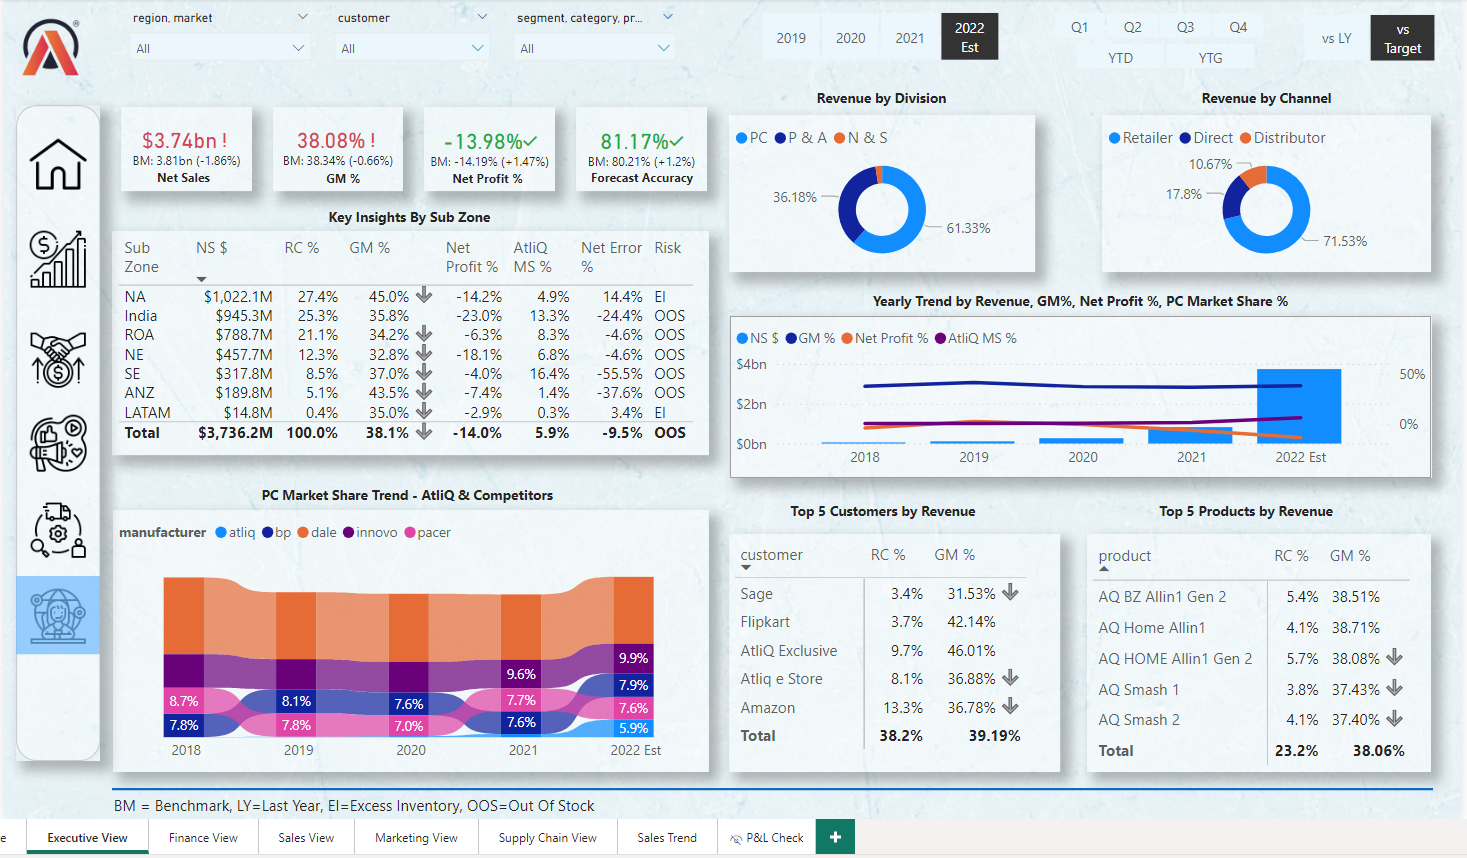 region, market
customer
segment, category, pr...
All
All
All
2019
2020
2021
2022
Est
Q1
Q2
Q3
Q4
YTD
YTG
vs LY
vs
Target
$3.74bn !
BM: 3.81bn (-1.86%)
Net Sales
38.08% !
BM: 38.34% (-0.66%)
GM %
-13.98%✓
BM: -14.19% (+1.47%)
Net Profit %
81.17%✓
BM: 80.21% (+1.2%)
Forecast Accuracy
Revenue by Division
PC P & A N & S
36.18%
61.33%
Revenue by Channel
Retailer Direct Distributor
10.67%
17.8%
71.53%
Key Insights By Sub Zone
Sub Zone NS $ RC % GM % Net Profit % AtliQ MS % Net Error % Risk
NA $1,022.1M 27.4% 45.0% -14.2% 4.9% 14.4% EI
India $945.3M 25.3% 35.8% -23.0% 13.3% -24.4% OOS
ROA $788.7M 21.1% 34.2% -6.3% 8.3% -4.6% OOS
NE $457.7M 12.3% 32.8% -18.1% 6.8% -4.6% OOS
SE $317.8M 8.5% 37.0% -4.0% 16.4% -55.5% OOS
ANZ $189.8M 5.1% 43.5% -7.4% 1.4% -37.6% OOS
LATAM $14.8M 0.4% 35.0% -2.9% 0.3% 3.4% EI
Total $3,736.2M 100.0% 38.1% -14.0% 5.9% -9.5% OOS
Yearly Trend by Revenue, GM%, Net Profit %, PC Market Share %
NS $ GM % Net Profit % AtliQ MS %
$4bn
$2bn
$0bn
50%
0%
2018 2019 2020 2021 2022 Est
PC Market Share Trend - AtliQ & Competitors
manufacturer atliq bp dale innovo pacer
8.7%
7.8%
8.1%
7.8%
7.6%
7.0%
9.6%
7.7%
7.6%
9.9%
7.9%
7.6%
5.9%
2018 2019 2020 2021 2022 Est
Top 5 Customers by Revenue
customer RC % GM %
Sage 3.4% 31.53%
Flipkart 3.7% 42.14%
AtliQ Exclusive 9.7% 46.01%
Atliq e Store 8.1% 36.88%
Amazon 13.3% 36.78%
Total 38.2% 39.19%
Top 5 Products by Revenue
product RC % GM %
AQ BZ Allin1 Gen 2 5.4% 38.51%
AQ Home Allin1 4.1% 38.71%
AQ HOME Allin1 Gen 2 5.7% 38.08%
AQ Smash 1 3.8% 37.43%
AQ Smash 2 4.1% 37.40%
Total 23.2% 38.06%
BM = Benchmark, LY=Last Year, EI=Excess Inventory, OOS=Out Of Stock
e Executive View Finance View Sales View Marketing View Supply Chain View Sales Trend P&L Check +